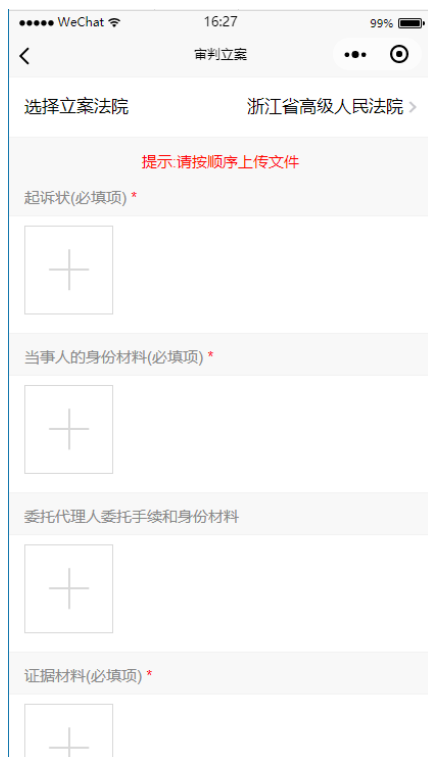 WeChat 16:27 99%
审判立案
选择立案法院 浙江省高级人民法院
提示:请按顺序上传文件
起诉状(必填项) *
当事人的身份材料(必填项) *
委托代理人委托手续和身份材料
证据材料(必填项) *